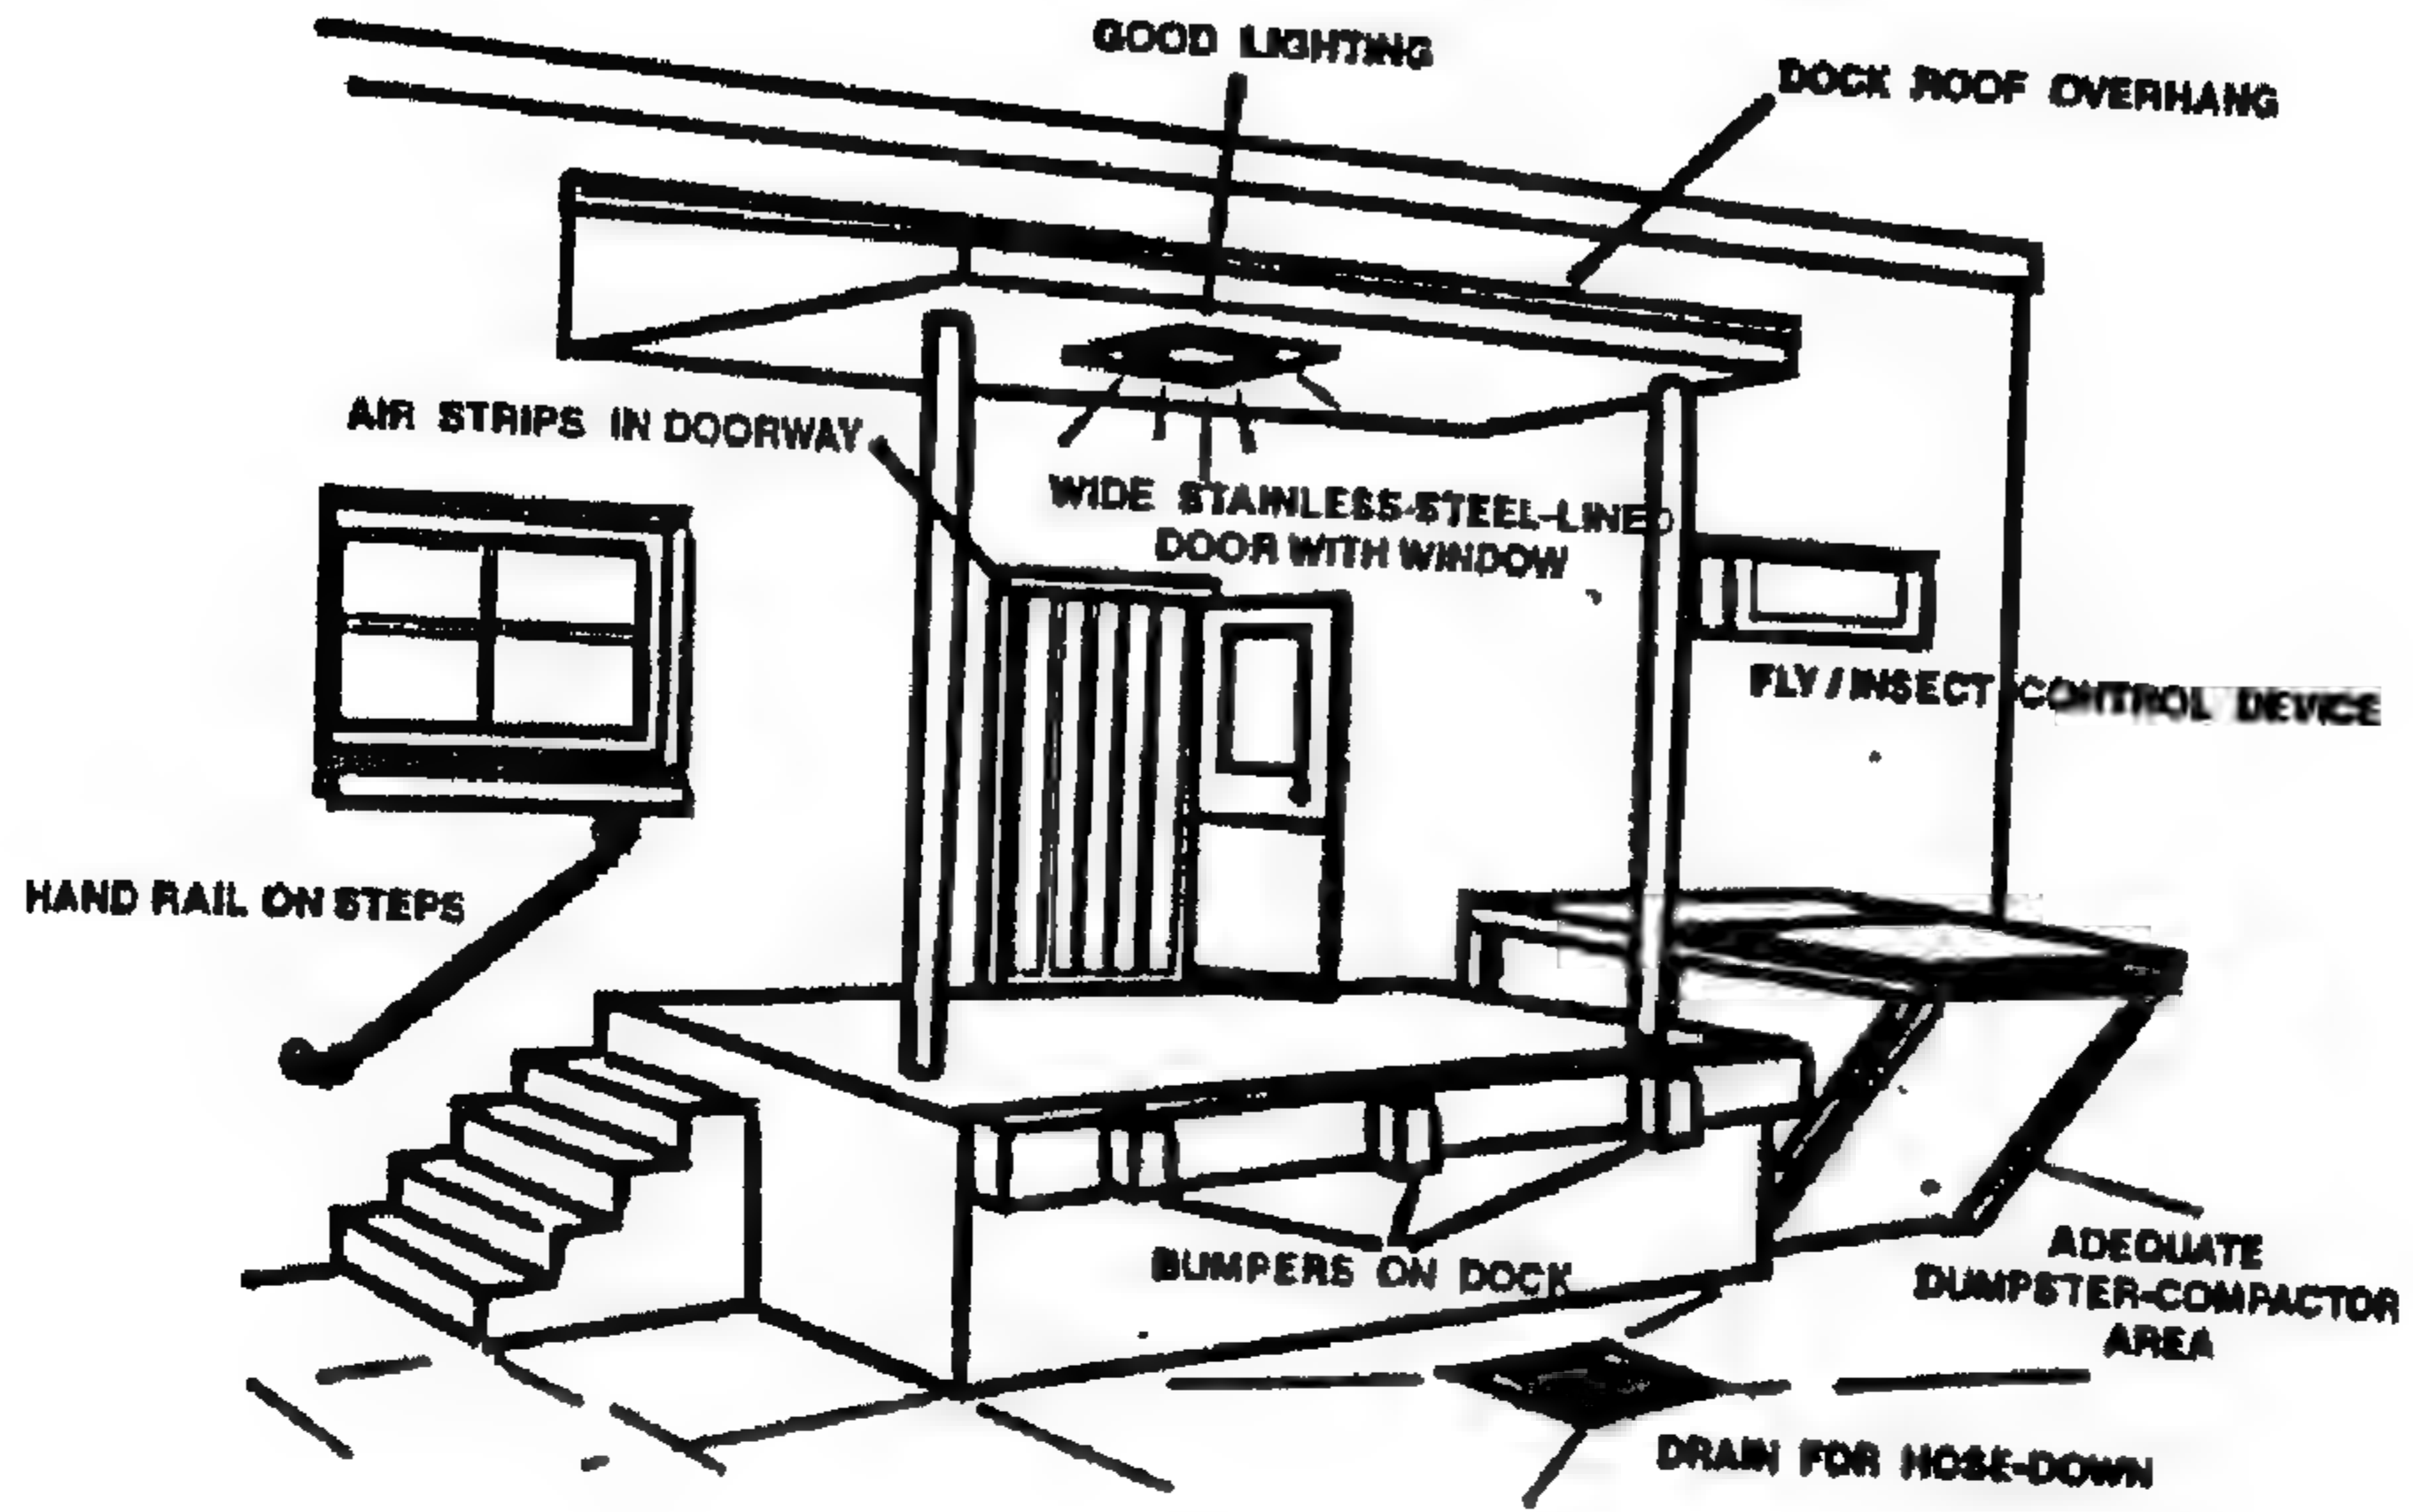 GOOD LIGHTING
DOCK ROOF OVERHANG
AIR STRIPS IN DOORWAY
WIDE STAINLESS-STEEL-LINED
DOOR WITH WINDOW
FLY/INSECT CONTROL DEVICE
HAND RAIL ON STEPS
BUMPERS ON DOCK
ADEQUATE
DUMPSTER-COMPACTOR
AREA
DRAIN FOR HOSE-DOWN